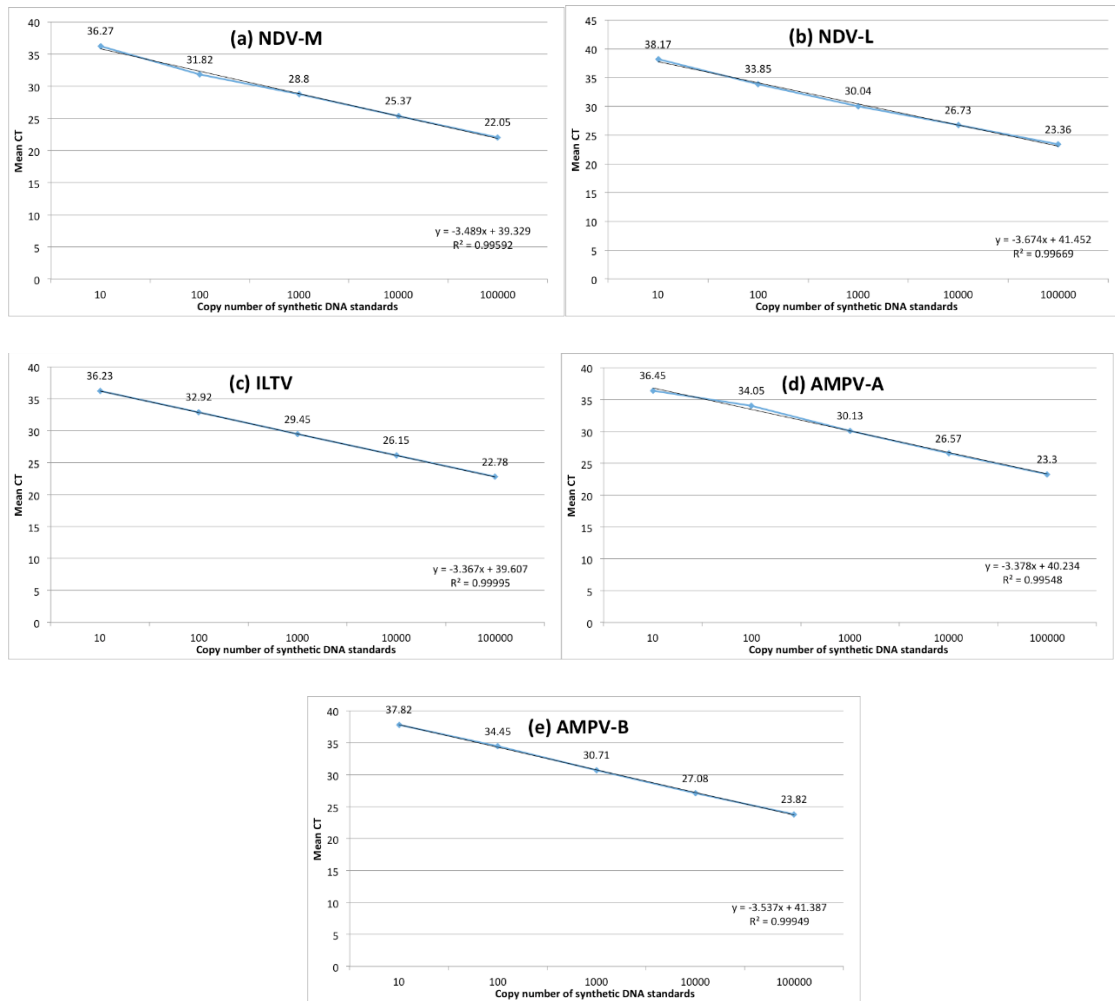 (a) NDV-M
40
35
30
25
20
15
10
5
0
Mean CT
36.27
31.82
28.8
25.37
22.05
y = -3.489x + 39.329
R² = 0.99592
10 100 1000 10000 100000
Copy number of synthetic DNA standards
(b) NDV-L
45
40
35
30
25
20
15
10
5
0
Mean CT
38.17
33.85
30.04
26.73
23.36
y = -3.674x + 41.452
R² = 0.99669
10 100 1000 10000 100000
Copy number of synthetic DNA standards
(c) ILTV
40
35
30
25
20
15
10
5
0
Mean CT
36.23
32.92
29.45
26.15
22.78
y = -3.367x + 39.607
R² = 0.99995
10 100 1000 10000 100000
Copy number of synthetic DNA standards
(d) AMPV-A
40
35
30
25
20
15
10
5
0
Mean CT
36.45
34.05
30.13
26.57
23.3
y = -3.378x + 40.234
R² = 0.99548
10 100 1000 10000 100000
Copy number of synthetic DNA standards
(e) AMPV-B
40
35
30
25
20
15
10
5
0
Mean CT
37.82
34.45
30.71
27.08
23.82
y = -3.537x + 41.387
R² = 0.99949
10 100 1000 10000 100000
Copy number of synthetic DNA standards